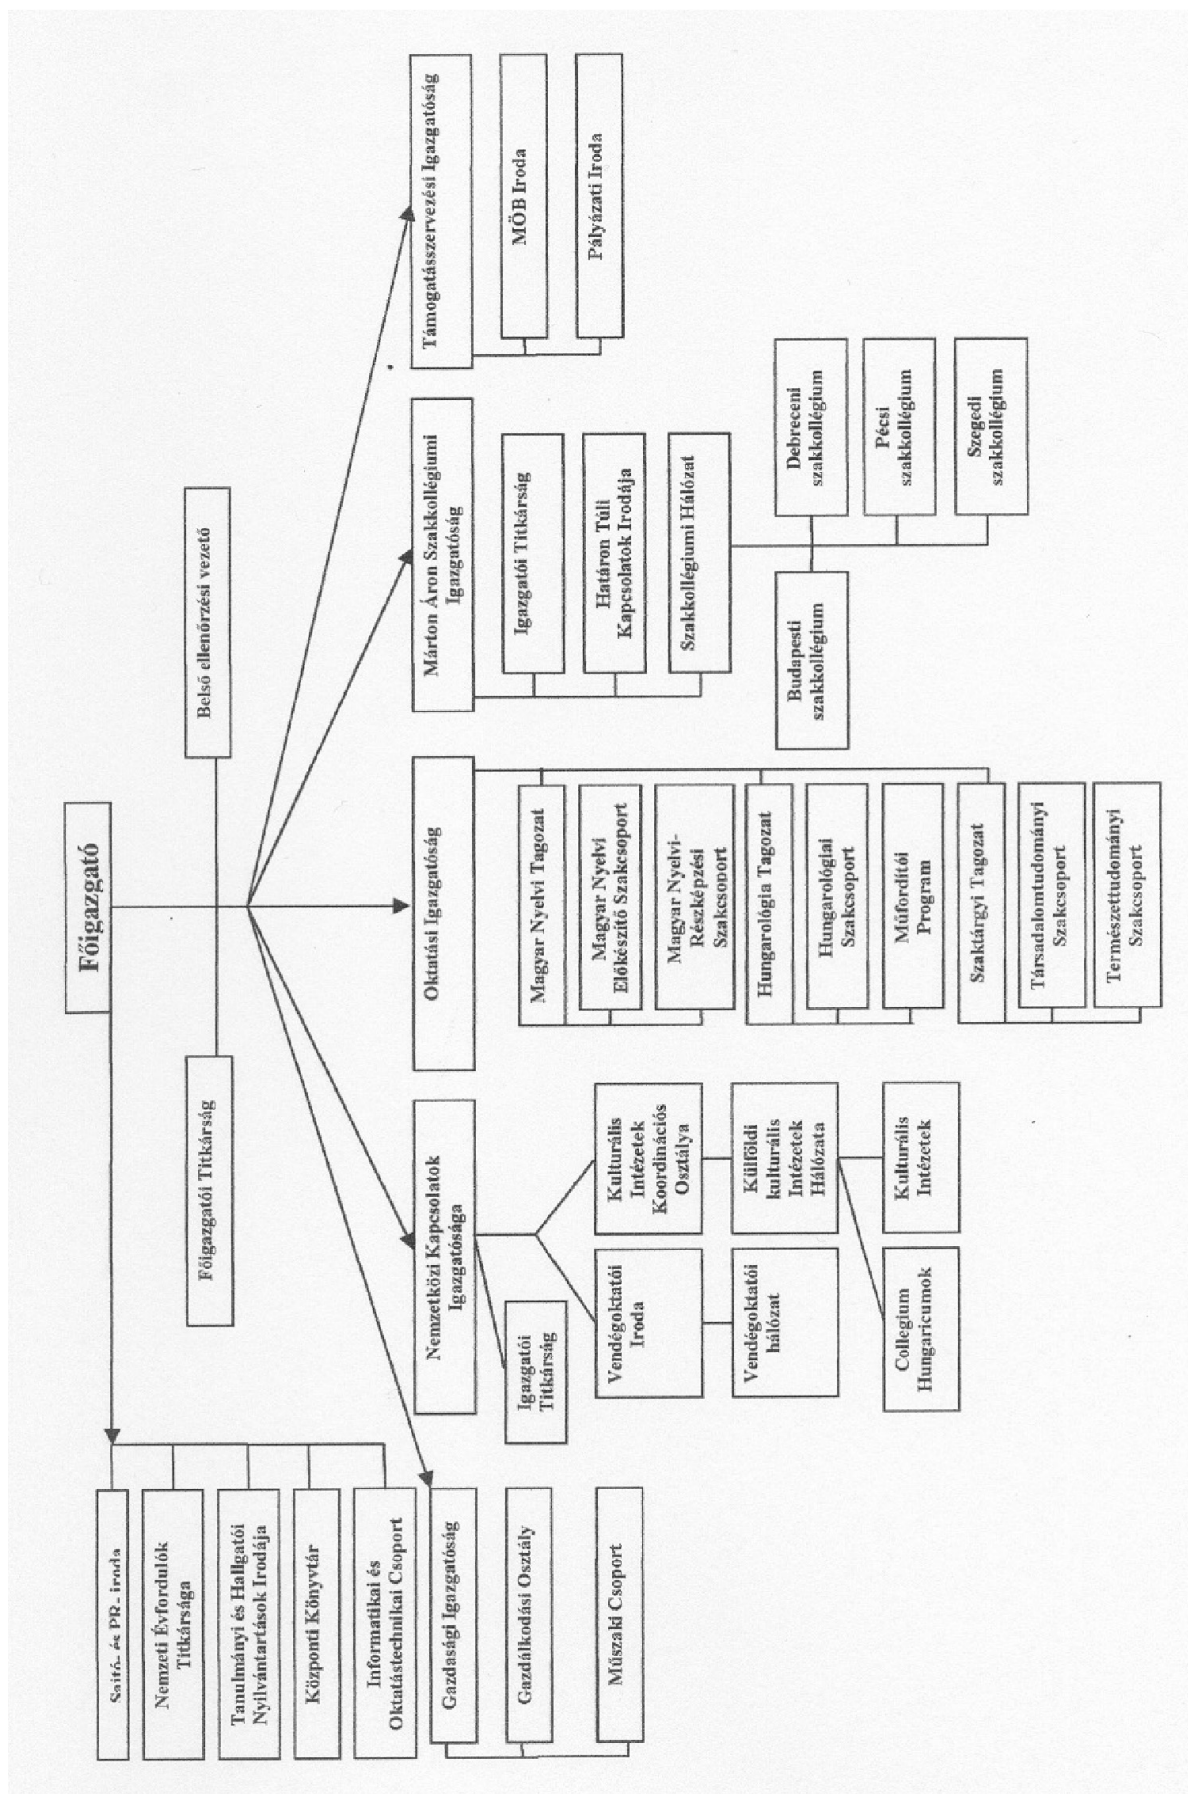 Főigazgató
Főigazgatói Titkárság
Belső ellenőrzési vezető
Sajtó- és PR- iroda
Nemzeti Évfordulók
Titkársága
Tanulmányi és Hallgatói
Nyilvántartások Irodája
Központi Könyvtár
Informatikai és
Oktatástechnikai Csoport
Gazdasági Igazgatóság
Gazdálkodási Osztály
Műszaki Csoport
Nemzetközi Kapcsolatok
Igazgatósága
Igazgatói
Titkárság
Vendégoktatói
Iroda
Vendégoktatói
hálózat
Kulturális
Intézetek
Koordinációs
Osztálya
Külföldi
kulturális
Intézetek
Hálózata
Collegium
Hungaricumok
Kulturális
Intézetek
Oktatási Igazgatóság
Magyar Nyelvi Tagozat
Magyar Nyelvi
Előkészítő Szakcsoport
Magyar Nyelvi-
Részképzési
Szakcsoport
Hungarológia Tagozat
Hungarológiai
Szakcsoport
Műfordítói
Program
Szaktárgyi Tagozat
Társadalomtudományi
Szakcsoport
Természettudományi
Szakcsoport
Márton Áron Szakkollégiumi
Igazgatóság
Igazgatói Titkárság
Határon Túli
Kapcsolatok Irodája
Szakkollégiumi Hálózat
Budapesti
szakkollégium
Debreceni
szakkollégium
Pécsi
szakkollégium
Szegedi
szakkollégium
Támogatásszervezési Igazgatóság
MÖB Iroda
Pályázati Iroda